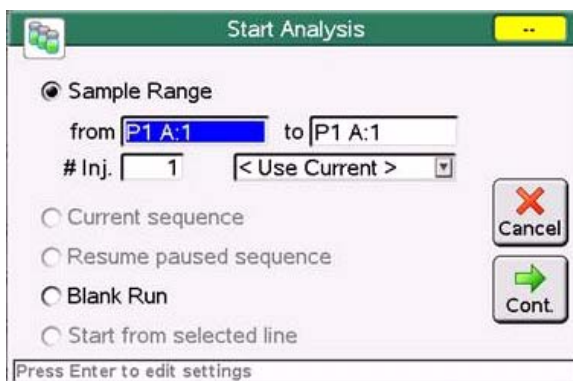 Start Analysis
--
Sample Range
from P1 A:1 to P1 A:1
# Inj. 1 < Use Current >
Current sequence
Resume paused sequence
Blank Run
Start from selected line
Cancel
Cont.
Press Enter to edit settings